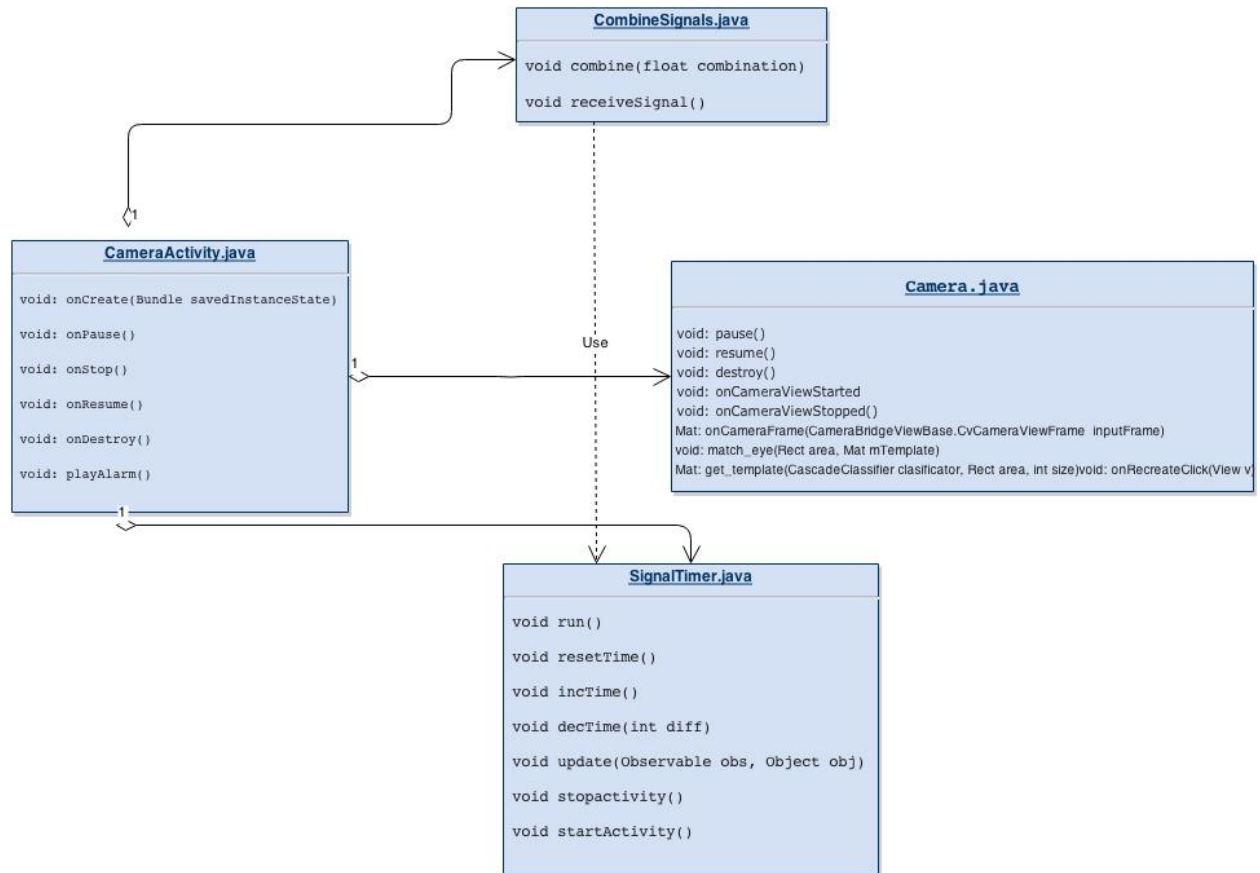 CombineSignals.java
void combine(float combination)
void receiveSignal()
1
CameraActivity.java
void: onCreate(Bundle savedInstanceState)
void: onPause()
void: onStop()
void: onResume()
void: onDestroy()
void: playAlarm()
1
Use
1
Camera.java
void: pause()
void: resume()
void: destroy()
void: onCameraViewStarted
void: onCameraViewStopped()
Mat: onCameraFrame(CameraBridgeViewBase.CvCameraViewFrame inputFrame)
void: match_eye(Rect area, Mat mTemplate)
Mat: get_template(CascadeClassifier clasificator, Rect area, int size)void: onRecreateClick(View v)
SignalTimer.java
void run()
void resetTime()
void incTime()
void decTime(int diff)
void update(Observable obs, Object obj)
void stopactivity()
void startActivity()